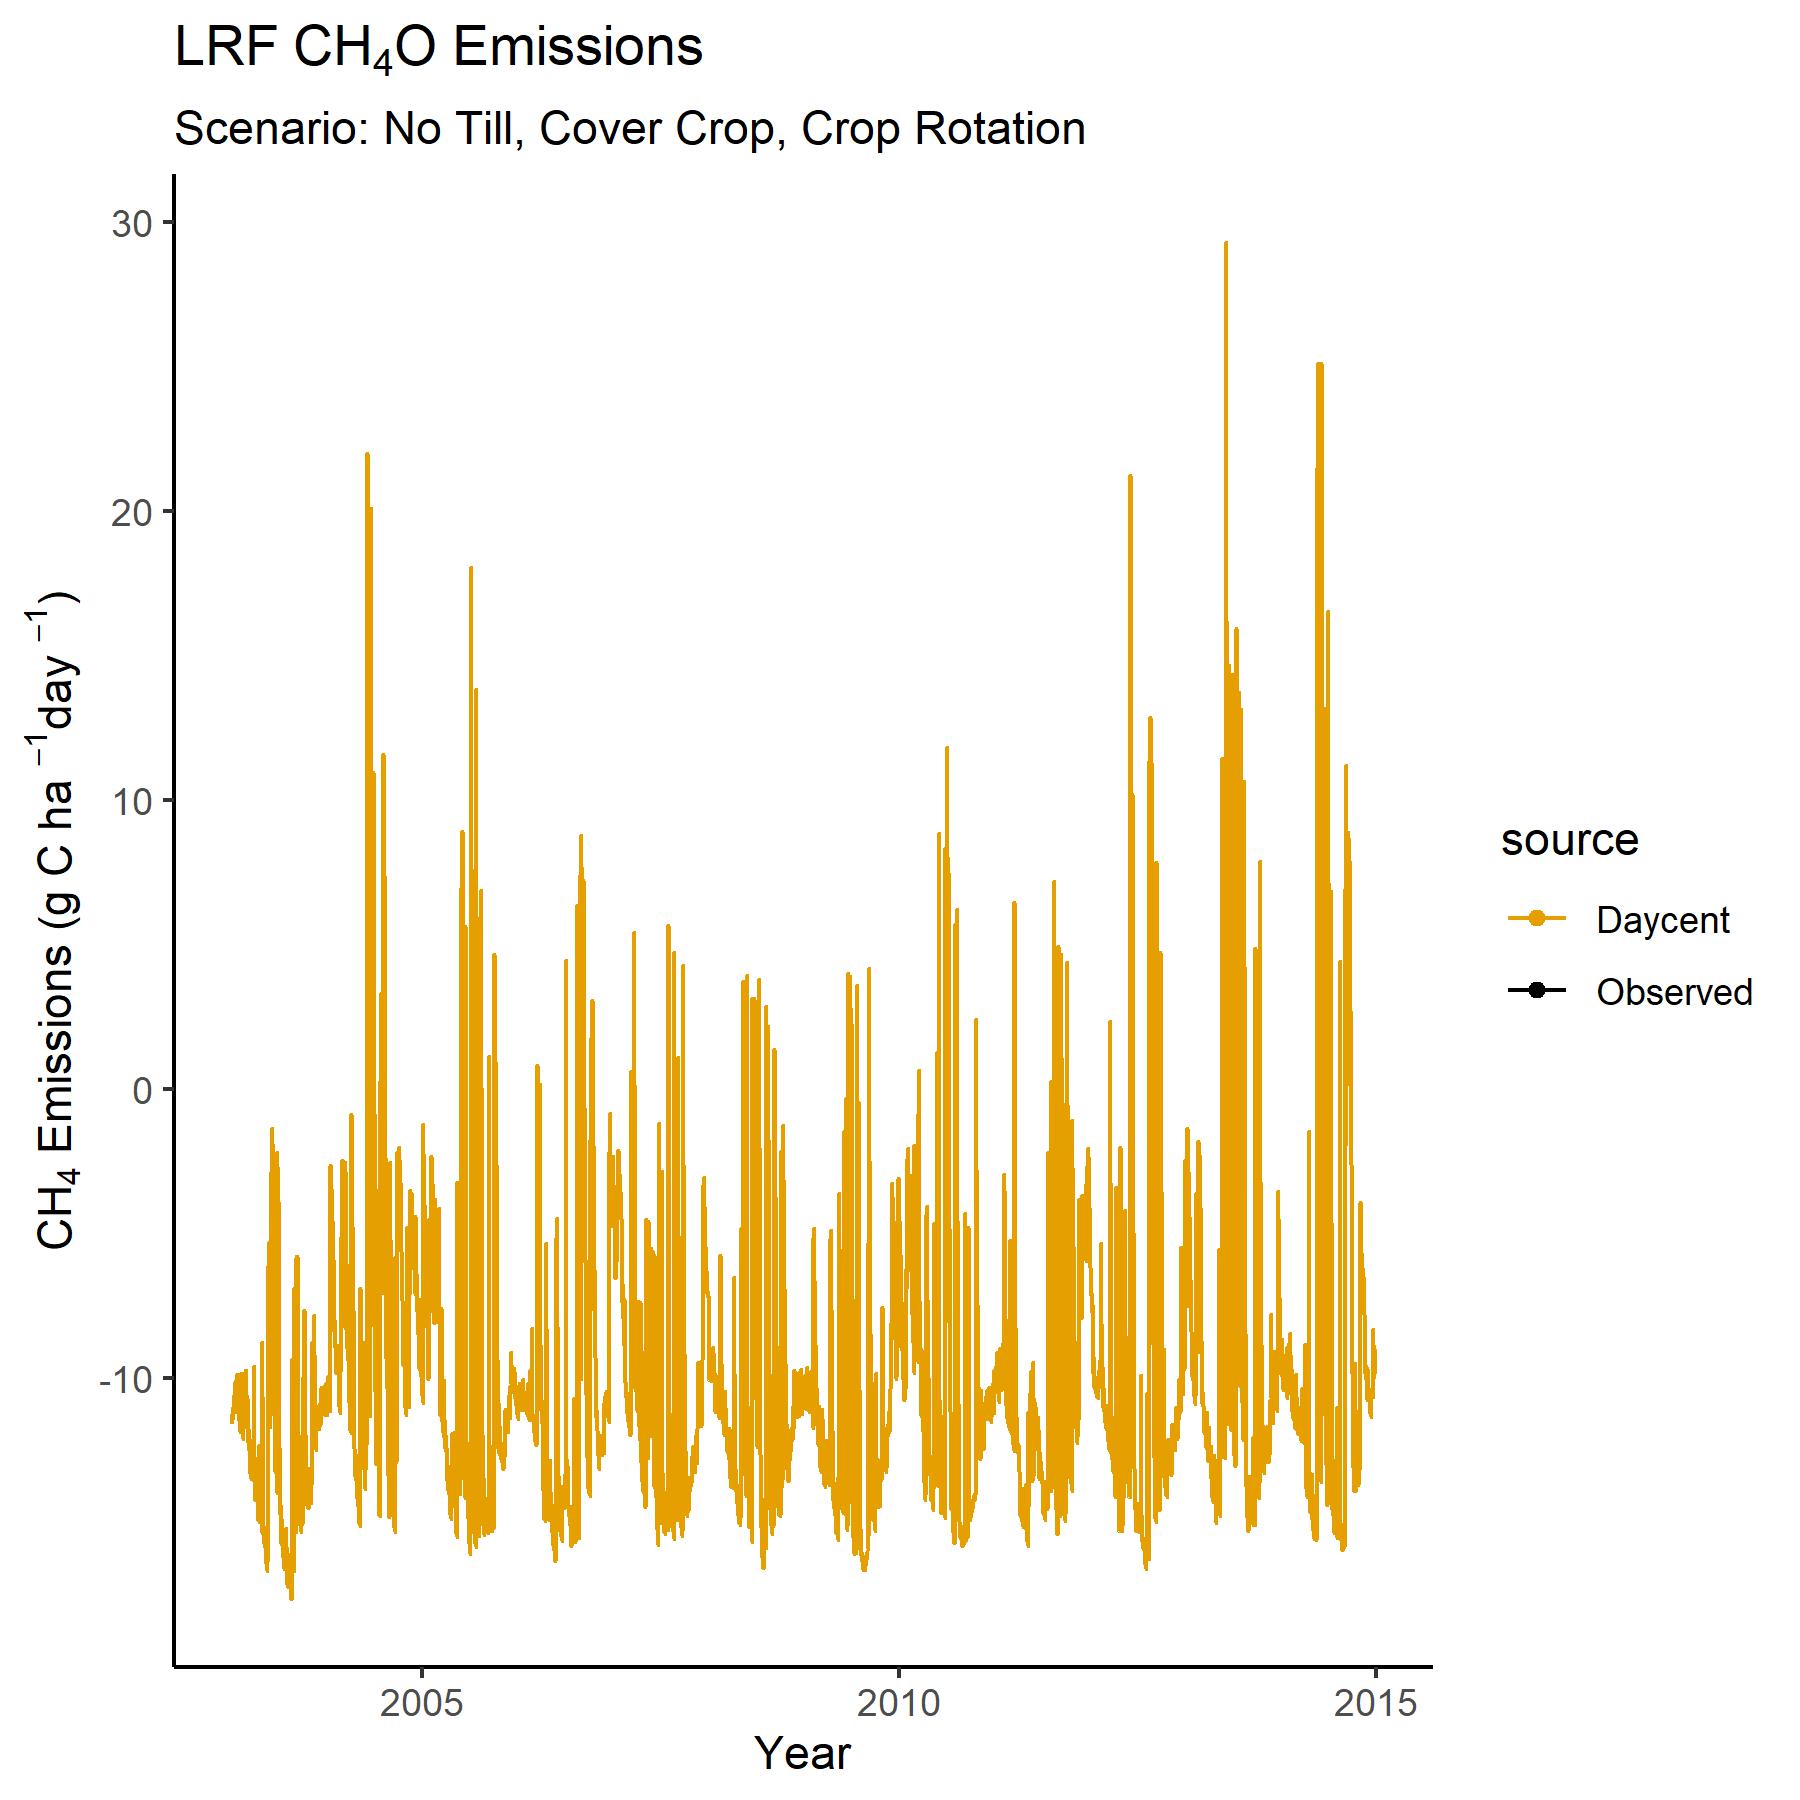 LRF CH₄O Emissions
Scenario: No Till, Cover Crop, Crop Rotation
CH₄ Emissions (g C ha ⁻¹day ⁻¹)
30
20
10
0
-10
2005
2010
2015
Year
source
Daycent
Observed